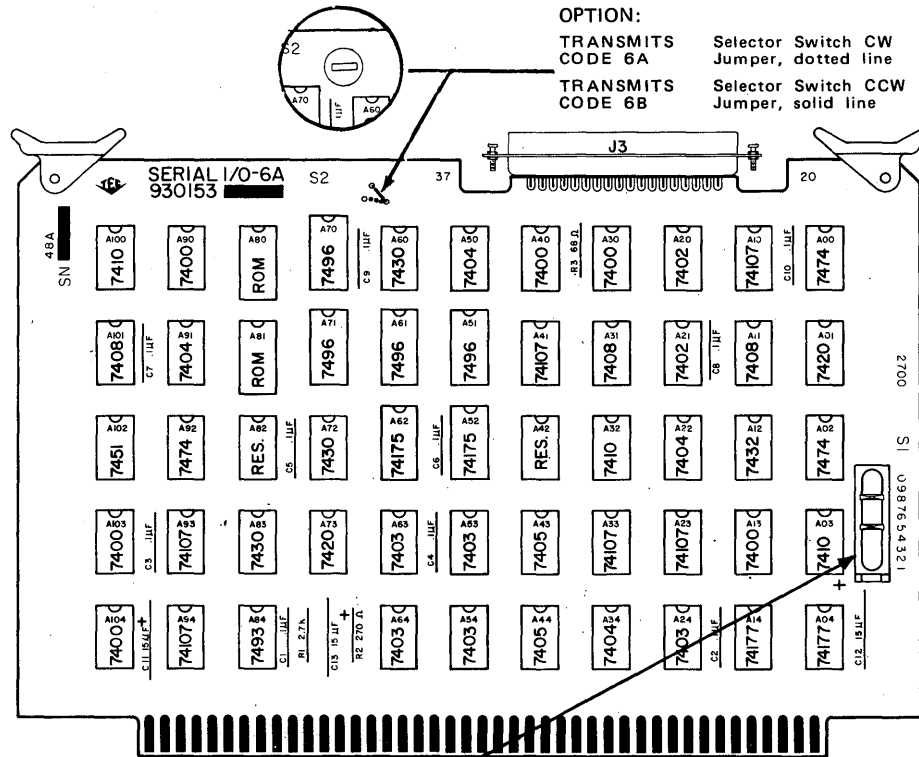 OPTION:
TRANSMITS CODE 6A Selector Switch CW Jumper, dotted line
TRANSMITS CODE 6B Selector Switch CCW Jumper, solid line
S2
A70
.1µF
A60
J3
TEC
SERIAL I/O-6A
930153
S2
37
20
48A
SN
A100 7410
A90 7400
A80 ROM
A70 7496
C9 .1µF
A60 7430
A50 7404
A40 7400
R3 68 Ω
A30 7400
A20 7402
A10 74107
C10 .1µF
A00 7474
A101 7408
C7 .1µF
A91 7404
A81 ROM
A71 7496
A61 7496
A51 7496
A41 74107
A31 7408
A21 7402
C8 .1µF
A11 7408
A01 7420
2700
A102 7451
A92 7474
A82 RES.
C5 .1µF
A72 7430
A62 74175
C6 .1µF
A52 74175
A42 RES.
A32 7410
A22 7404
A12 7432
A02 7474
S1
0987654321
A103 7400
C3 .1µF
A93 74107
A83 7430
A73 7420
A63 7403
C4 .1µF
A53 7403
A43 7405
A33 74107
A23 74107
A13 7400
A03 7410
+
A104 7400
C11 15µF +
A94 74107
A84 7493
C1 .1µF
R1 2.7k
C13 15µF +
R2 270 Ω
A64 7403
A54 7403
A44 7405
A34 7404
A24 7403
C2 .1µF
A14 74177
A04 74177
C12 15µF